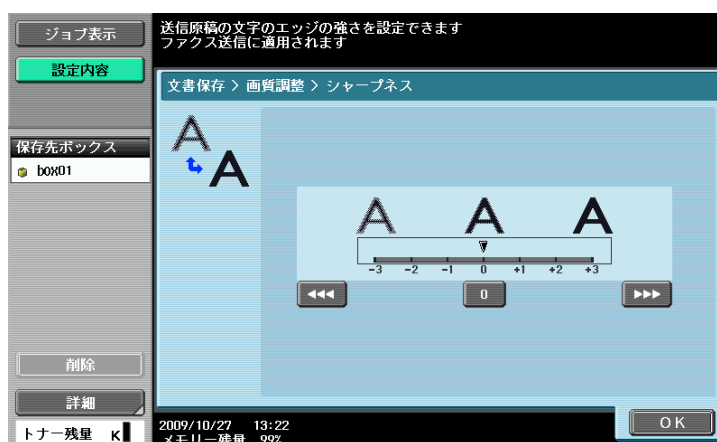 ジョブ表示
設定内容
保存先ボックス
box01
削除
詳細
トナー残量 K
送信原稿の文字のエッジの強さを設定できます
ファクス送信に適用されます
文書保存 > 画質調整 > シャープネス
A
A
A A A
-3 -2 -1 0 +1 +2 +3
0
2009/10/27 13:22
メモリー残量 99%
OK